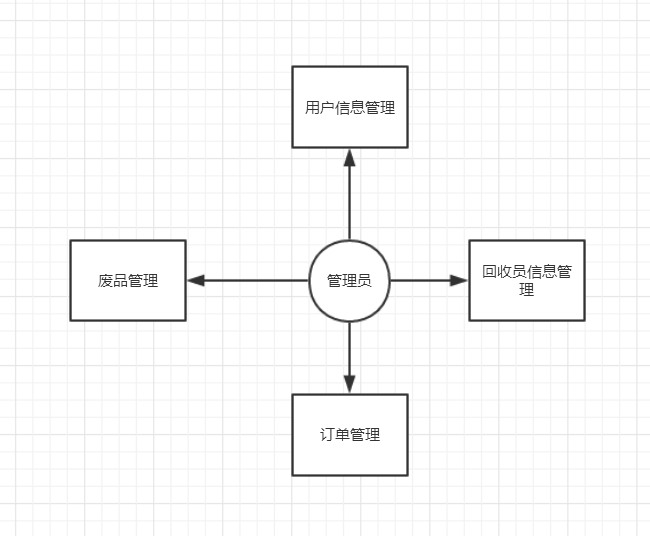 用户信息管理
废品管理
管理员
回收员信息管
理
订单管理